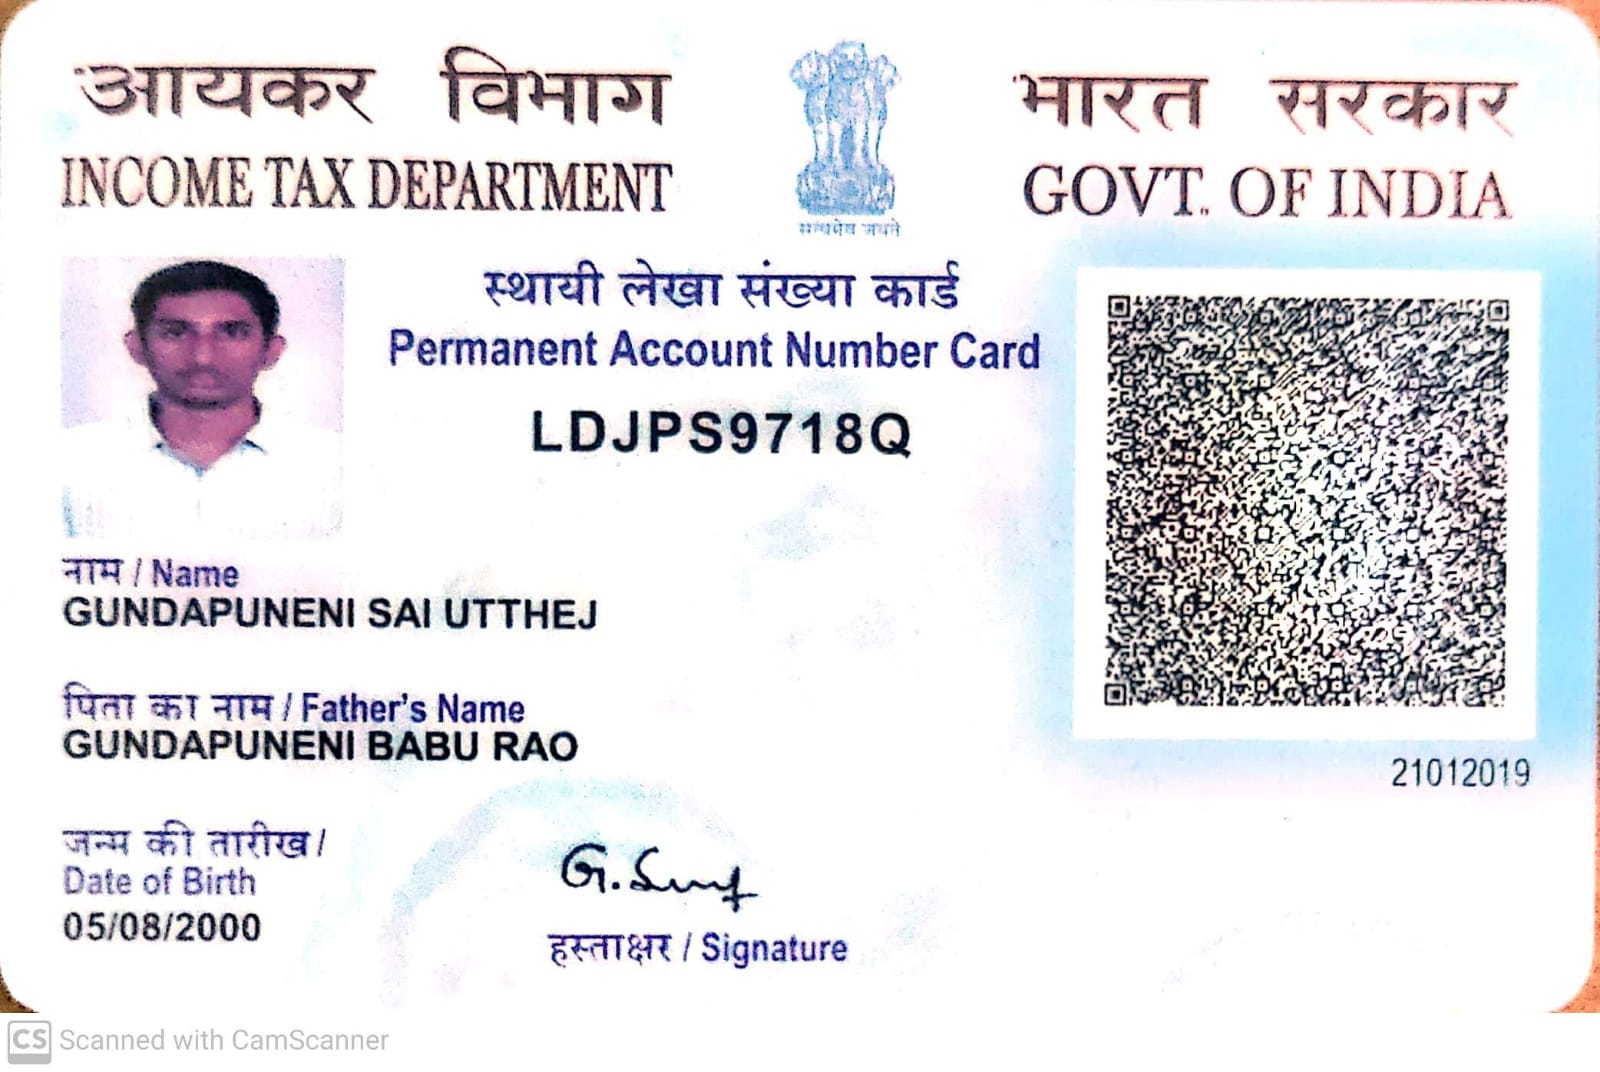 आयकर विभाग
INCOME TAX DEPARTMENT
सत्यमेव जयते
भारत सरकार
GOVT. OF INDIA
स्थायी लेखा संख्या कार्ड
Permanent Account Number Card
LDJPS9718Q
नाम / Name
GUNDAPUNENI SAI UTTHEJ
पिता का नाम / Father's Name
GUNDAPUNENI BABU RAO
21012019
जन्म की तारीख /
Date of Birth
05/08/2000
हस्ताक्षर / Signature
CS Scanned with CamScanner